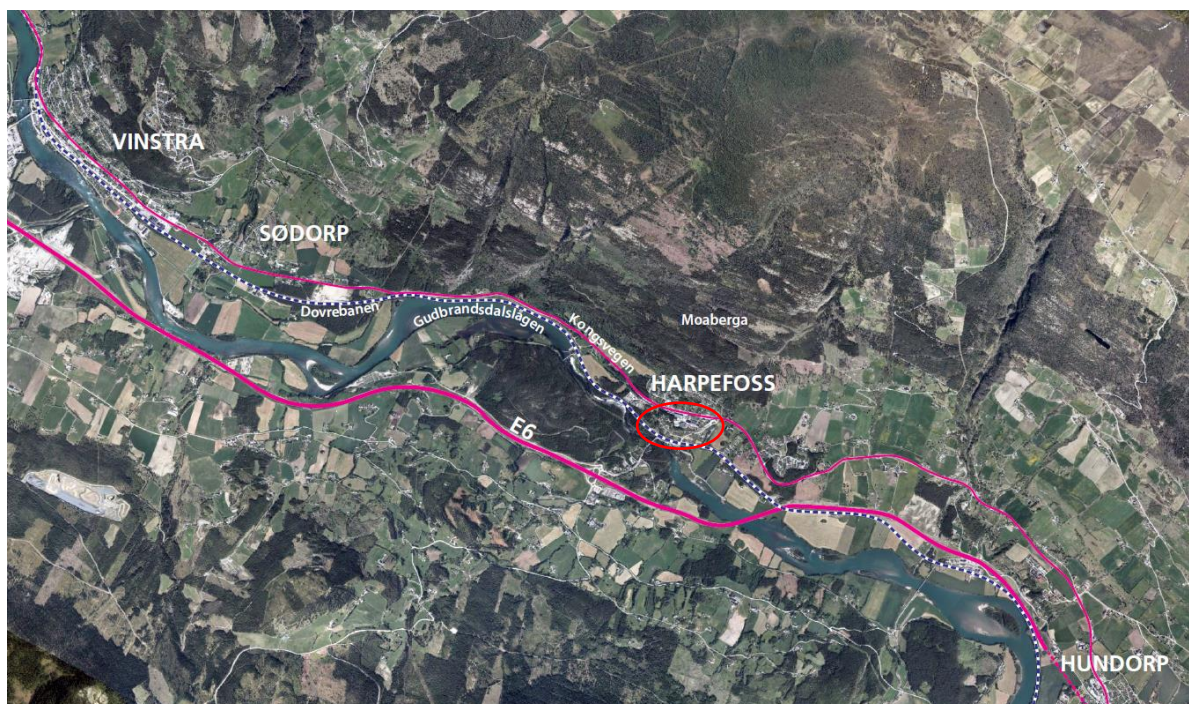 VINSTRA
SØDORP
Dovrebanen
Gudbrandsdalslågen
Kongsvegen
Moaberga
HARPEFOSS
E6
HUNDORP